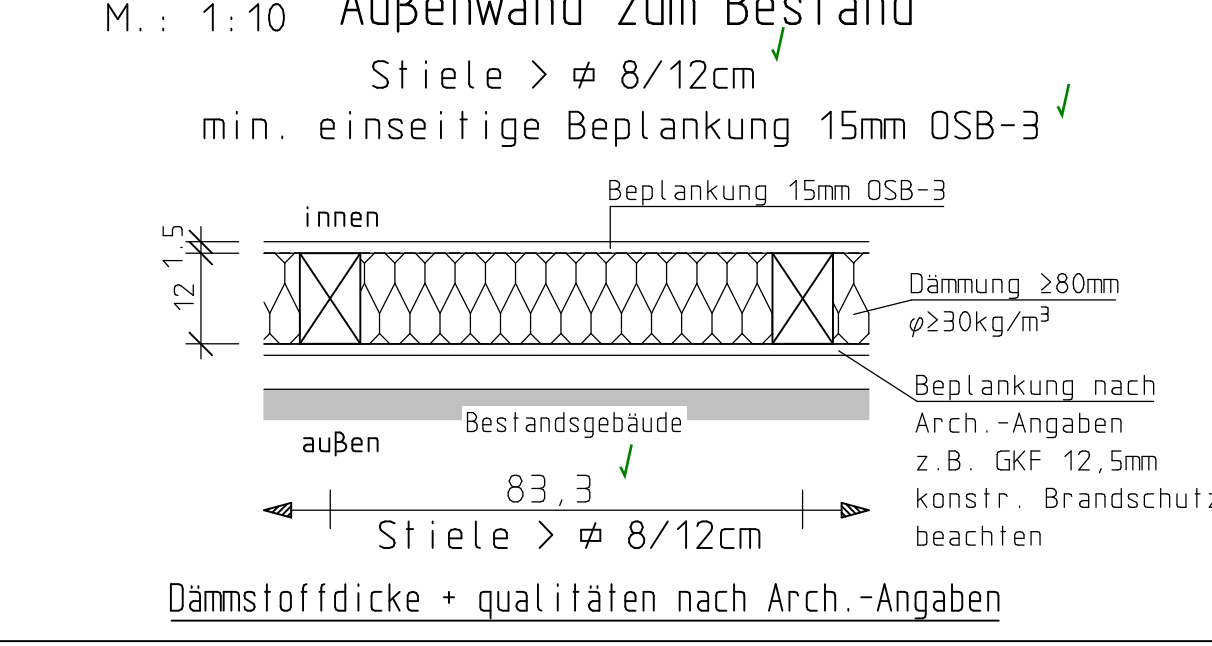 M.: 1:10 Außenwand zum Bestand
Stiele > ⌀ 8/12cm
min. einseitige Beplankung 15mm OSB-3
Beplankung 15mm OSB-3
innen
1,5
12
Dämmung ≥80mm
φ≥30kg/m³
Beplankung nach
Arch.-Angaben
z.B. GKF 12,5mm
konstr. Brandschutz
beachten
Bestandsgebäude
außen
83,3
Stiele > ⌀ 8/12cm
Dämmstoffdicke + qualitäten nach Arch.-Angaben